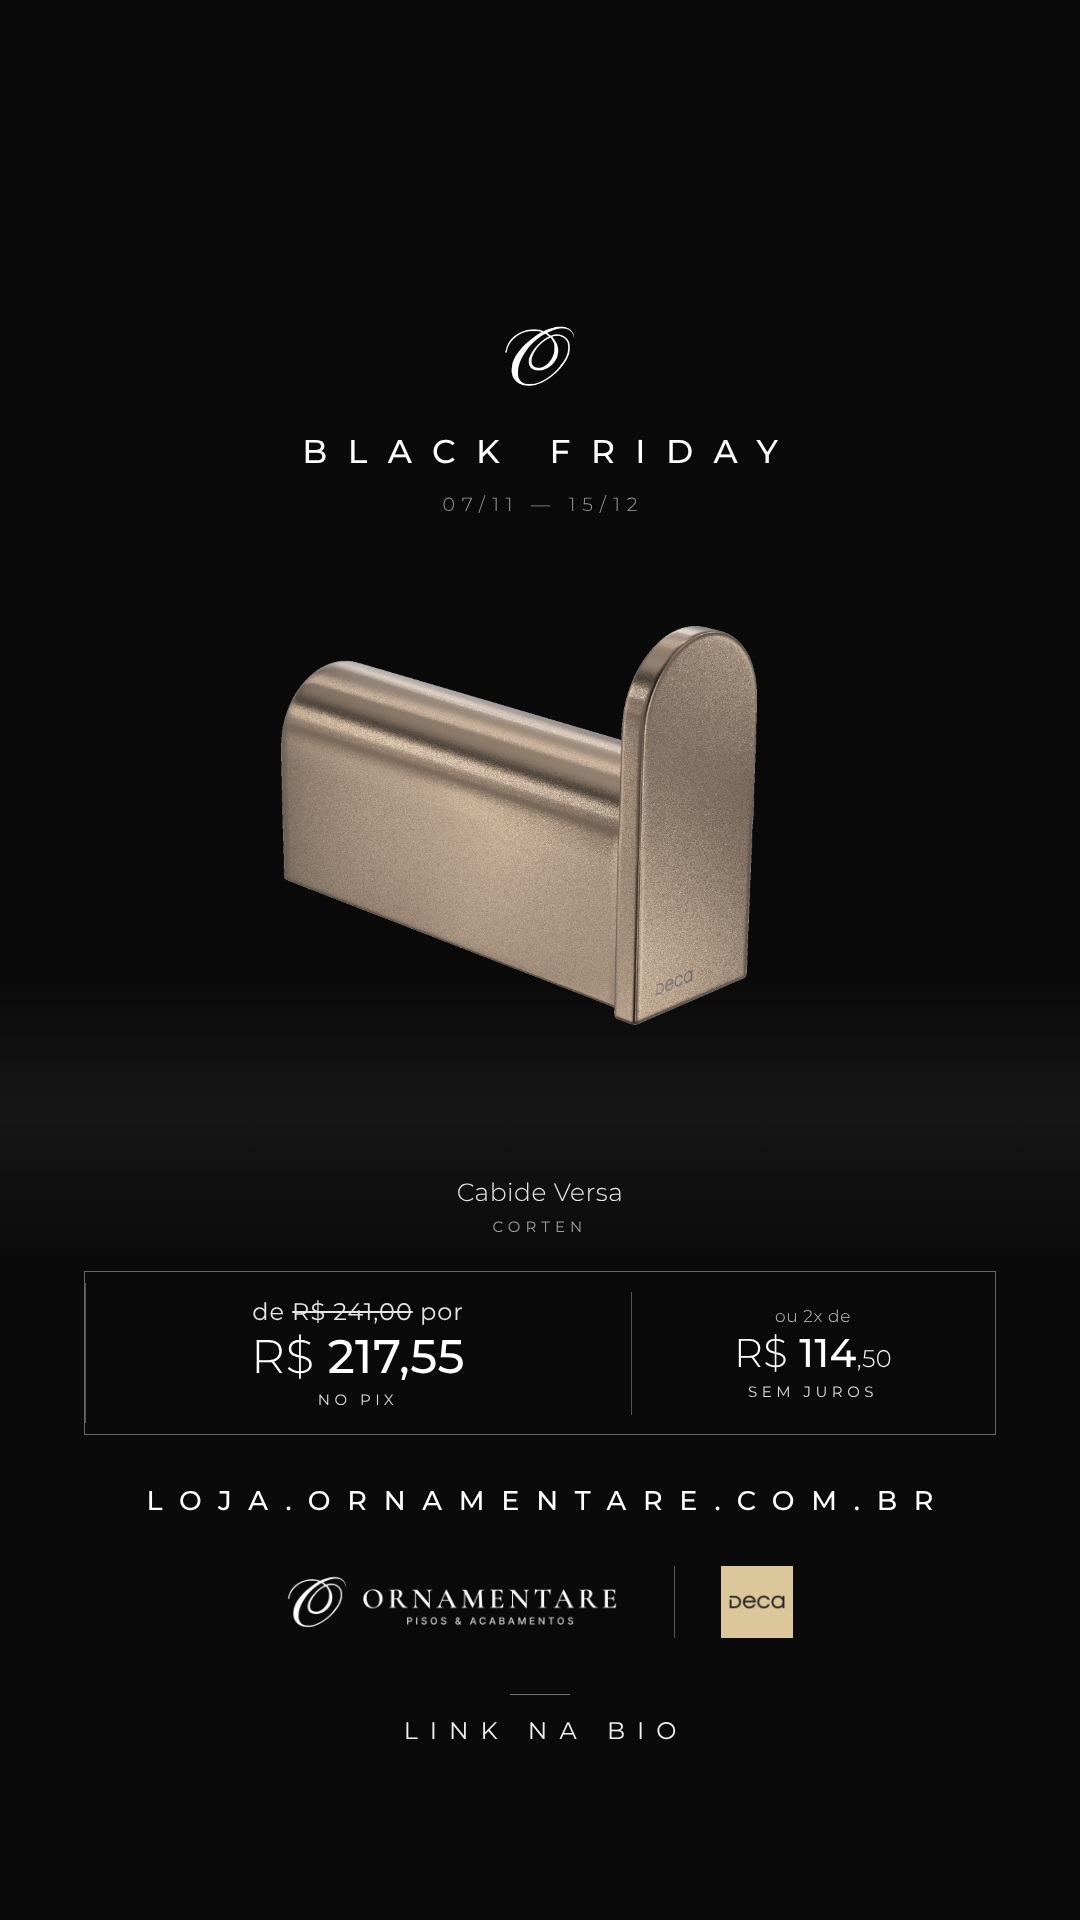 BLACK FRIDAY
07/11 — 15/12
Deca
Cabide Versa
CORTEN
de R$ 241,00 por
R$ 217,55
NO PIX
ou 2x de
R$ 114,50
SEM JUROS
LOJA.ORNAMENTARE.COM.BR
ORNAMENTARE
PISOS & ACABAMENTOS
Deca
LINK NA BIO